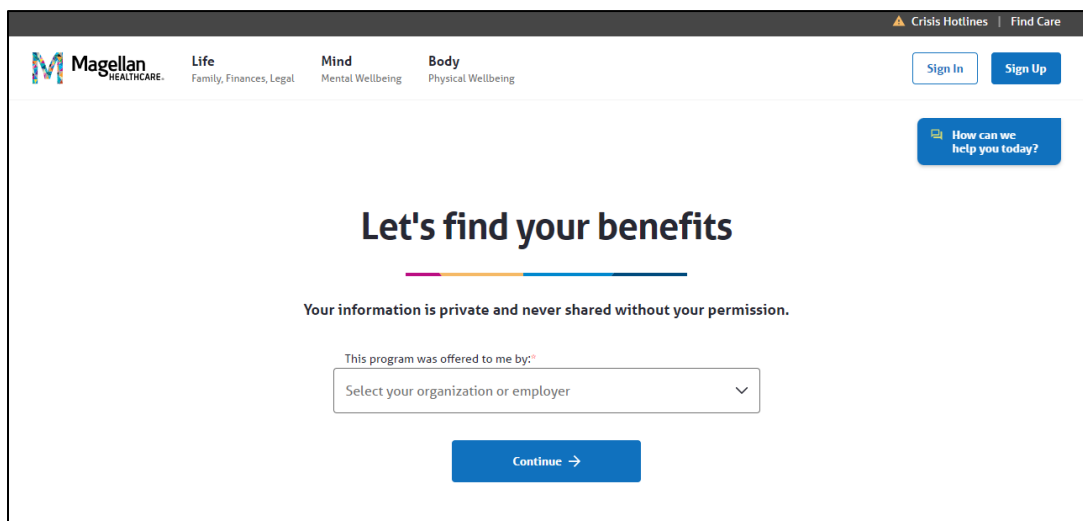 Crisis Hotlines | Find Care
Magellan
HEALTHCARE.
Life
Family, Finances, Legal
Mind
Mental Wellbeing
Body
Physical Wellbeing
Sign In
Sign Up
How can we
help you today?
Let's find your benefits
Your information is private and never shared without your permission.
This program was offered to me by:*
Select your organization or employer
Continue →